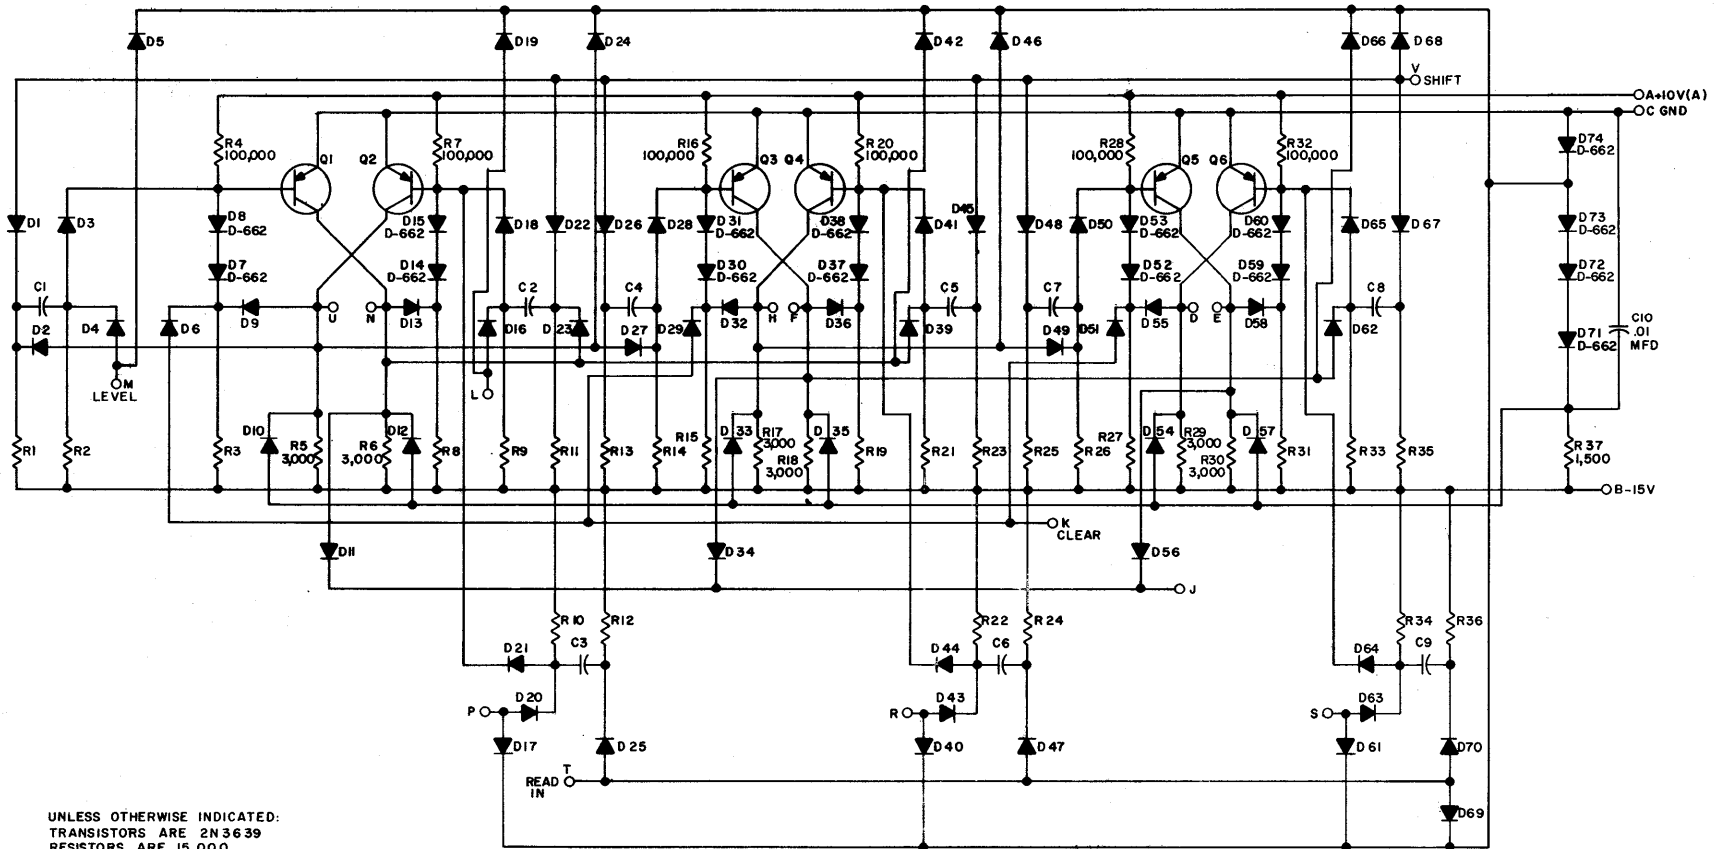 D5
D19
D24
D42
D46
D66
D68
V
SHIFT
A+10V(A)
C GND
R4
100,000
Q1
Q2
R7
100,000
R16
100,000
Q3
Q4
R20
100,000
R28
100,000
Q5
Q6
R32
100,000
D74
D-662
D1
D3
D8
D-662
D15
D-662
D18
D22
D26
D28
D31
D-662
D38
D-662
D41
D45
D48
D50
D53
D-662
D60
D-662
D65
D67
D73
D-662
D7
D-662
D14
D-662
D30
D-662
D37
D-662
D52
D-662
D59
D-662
D72
D-662
C1
C2
C4
C5
C7
C8
D2
D4
D6
D9
U
N
D13
D16
D23
D27
D29
D32
H
F
D36
D39
D49
D51
D55
D
E
D58
D62
D71
D-662
C10
.01
MFD
M
LEVEL
L
R1
R2
R3
D10
R5
3,000
R6
3,000
D12
R8
R9
R11
R13
R14
R15
D33
R17
3,000
R18
3,000
D35
R19
R21
R23
R25
R26
R27
D54
R29
3,000
R30
3,000
D57
R31
R33
R35
R37
1,500
B-15V
K
CLEAR
D11
D34
D56
J
R10
R12
R22
R24
R34
R36
D21
C3
D44
C6
D64
C9
P
D20
R
D43
S
D63
D17
D25
D40
D47
D61
D70
T
READ
IN
D69
UNLESS OTHERWISE INDICATED:
TRANSISTORS ARE 2N3639
RESISTORS ARE 15,000